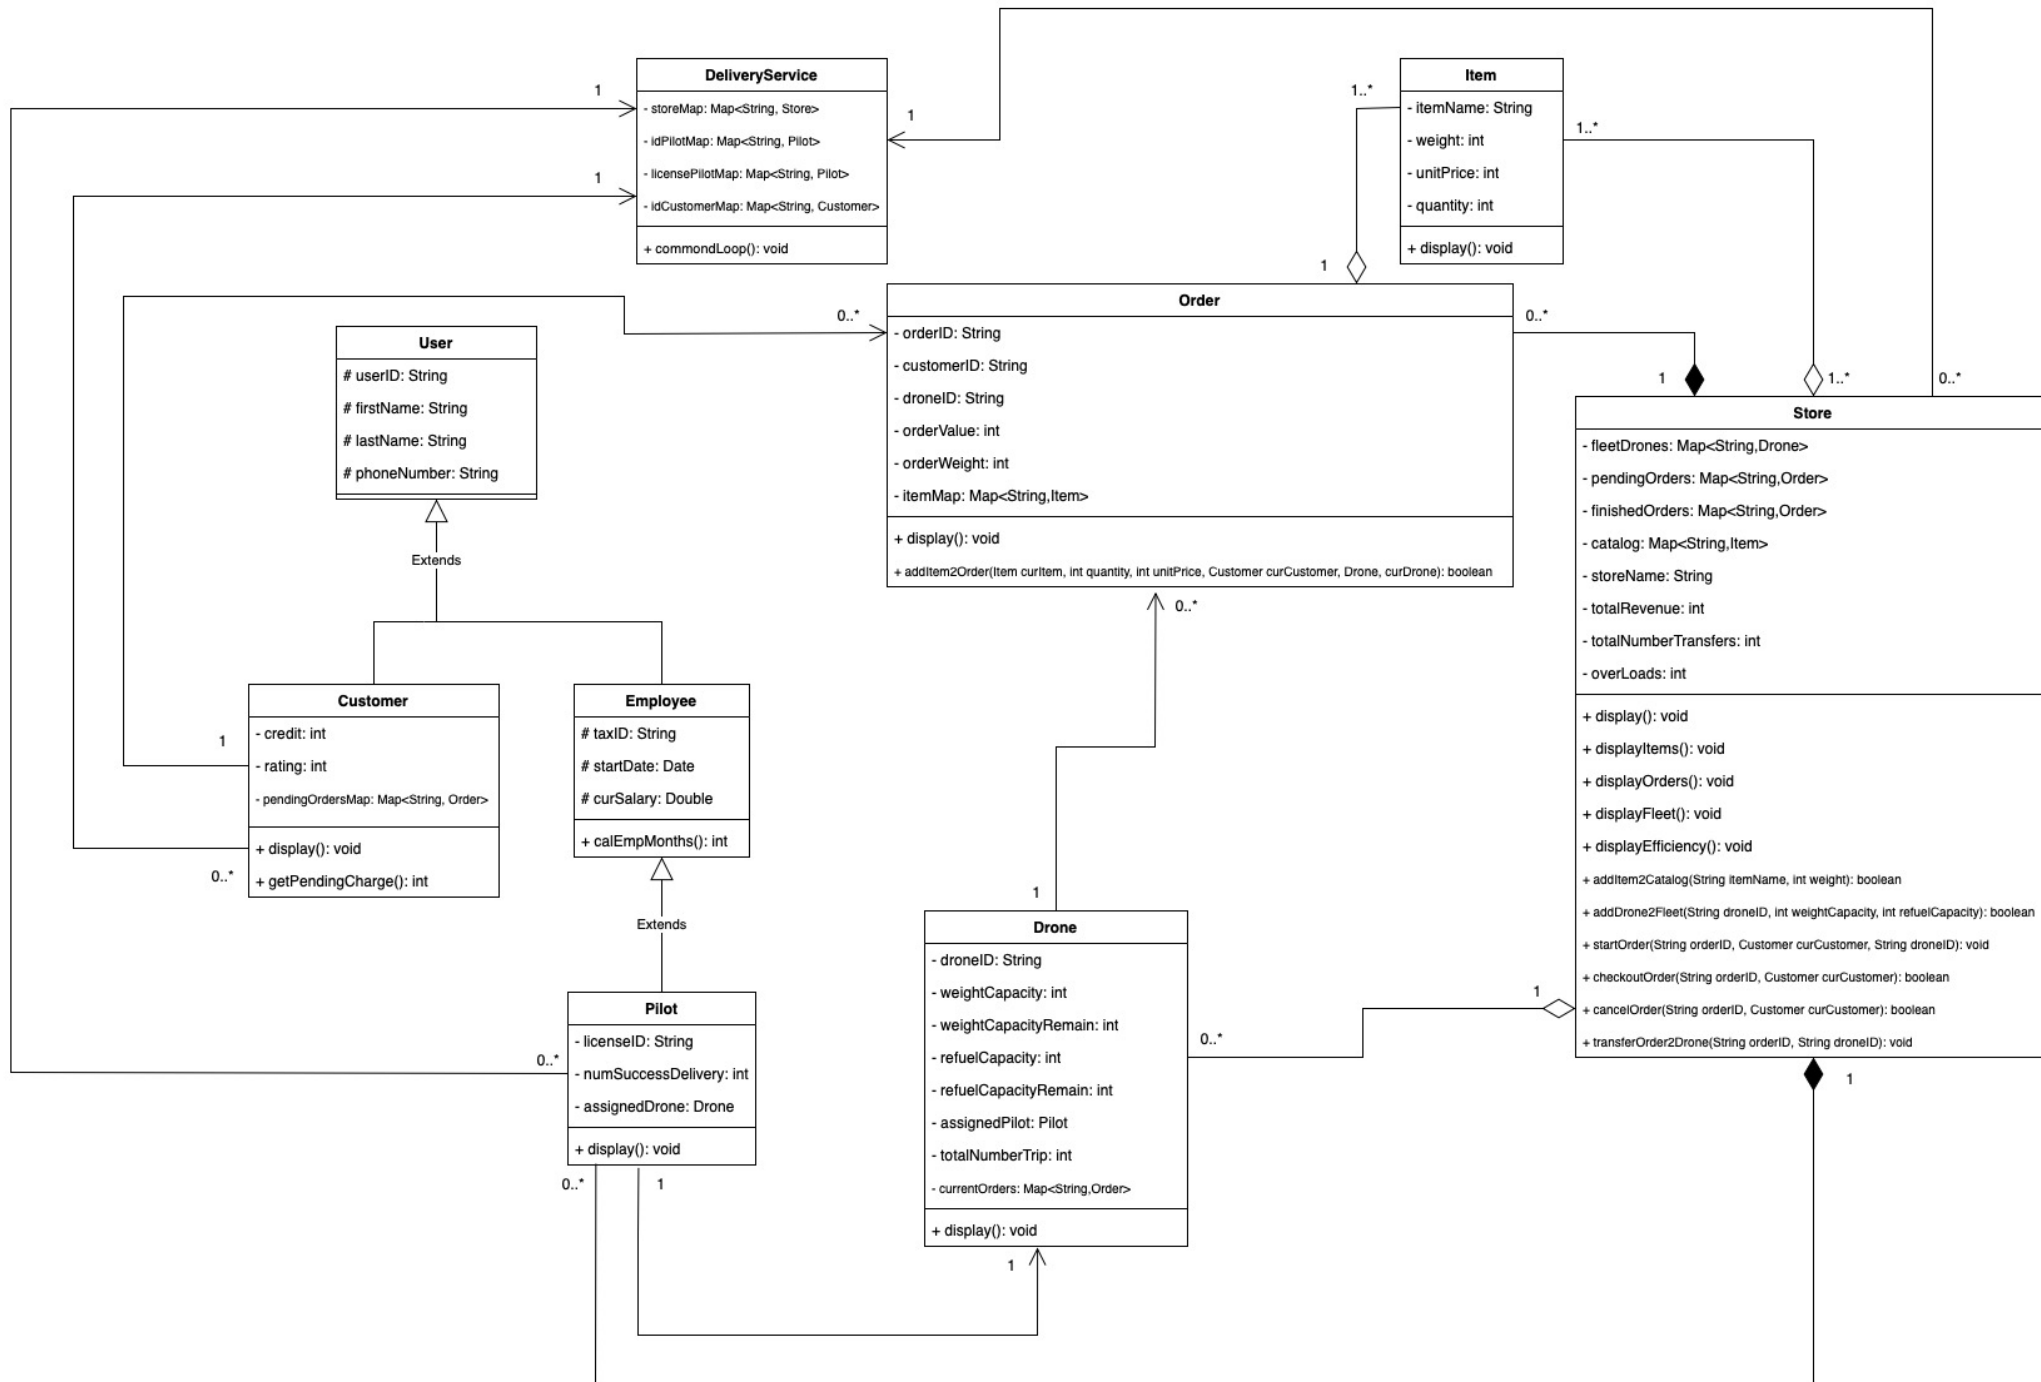 DeliveryService
- storeMap: Map<String, Store>
- idPilotMap: Map<String, Pilot>
- licensePilotMap: Map<String, Pilot>
- idCustomerMap: Map<String, Customer>
+ commondLoop(): void
1
1
1
Item
- itemName: String
- weight: int
- unitPrice: int
- quantity: int
+ display(): void
1..*
1..*
1
Order
- orderID: String
- customerID: String
- droneID: String
- orderValue: int
- orderWeight: int
- itemMap: Map<String,Item>
+ display(): void
+ addItem2Order(Item curItem, int quantity, int unitPrice, Customer curCustomer, Drone, curDrone): boolean
0..*
0..*
0..*
User
# userID: String
# firstName: String
# lastName: String
# phoneNumber: String
Extends
1
1..*
0..*
Store
- fleetDrones: Map<String,Drone>
- pendingOrders: Map<String,Order>
- finishedOrders: Map<String,Order>
- catalog: Map<String,Item>
- storeName: String
- totalRevenue: int
- totalNumberTransfers: int
- overLoads: int
+ display(): void
+ displayItems(): void
+ displayOrders(): void
+ displayFleet(): void
+ displayEfficiency(): void
+ addItem2Catalog(String itemName, int weight): boolean
+ addDrone2Fleet(String droneID, int weightCapacity, int refuelCapacity): boolean
+ startOrder(String orderID, Customer curCustomer, String droneID): void
+ checkoutOrder(String orderID, Customer curCustomer): boolean
+ cancelOrder(String orderID, Customer curCustomer): boolean
+ transferOrder2Drone(String orderID, String droneID): void
1
1
Customer
- credit: int
- rating: int
- pendingOrdersMap: Map<String, Order>
+ display(): void
+ getPendingCharge(): int
1
0..*
Employee
# taxID: String
# startDate: Date
# curSalary: Double
+ calEmpMonths(): int
Extends
Pilot
- licenseID: String
- numSuccessDelivery: int
- assignedDrone: Drone
+ display(): void
0..*
0..*
1
1
Drone
- droneID: String
- weightCapacity: int
- weightCapacityRemain: int
- refuelCapacity: int
- refuelCapacityRemain: int
- assignedPilot: Pilot
- totalNumberTrip: int
- currentOrders: Map<String,Order>
+ display(): void
0..*
1